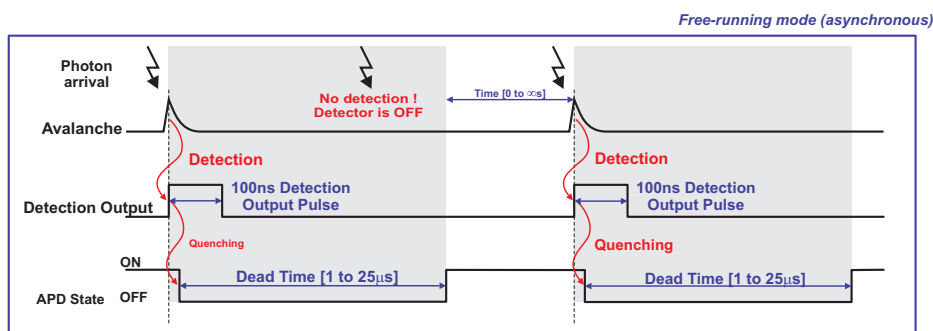 Free-running mode (asynchronous)
Photon
arrival
No detection !
Detector is OFF
Time [0 to ∞s]
Avalanche
Detection
Detection
100ns Detection
Output Pulse
100ns Detection
Output Pulse
Detection Output
Quenching
Quenching
ON
Dead Time [1 to 25μs]
Dead Time [1 to 25μs]
APD State
OFF